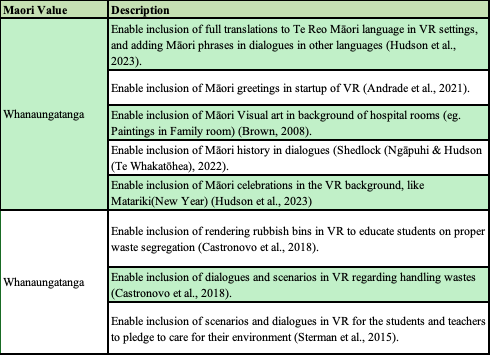 Maori Value Description
Enable inclusion of full translations to Te Reo Māori language in VR settings,
and adding Māori phrases in dialogues in other languages (Hudson et al.,
2023).
Enable inclusion of Māori greetings in startup of VR (Andrade et al., 2021).
Whanaungatanga
Enable inclusion of Māori Visual art in background of hospital rooms (eg.
Paintings in Family room) (Brown, 2008).
Enable inclusion of Māori history in dialogues (Shedlock (Ngāpuhi & Hudson
(Te Whakatōhea), 2022).
Enable inclusion of Māori celebrations in the VR background, like
Matariki(New Year) (Hudson et al., 2023)
Enable inclusion of rendering rubbish bins in VR to educate students on proper
waste segregation (Castronovo et al., 2018).
Whanaungatanga
Enable inclusion of dialogues and scenarios in VR regarding handling wastes
(Castronovo et al., 2018).
Enable inclusion of scenarios and dialogues in VR for the students and teachers
to pledge to care for their environment (Sterman et al., 2015).